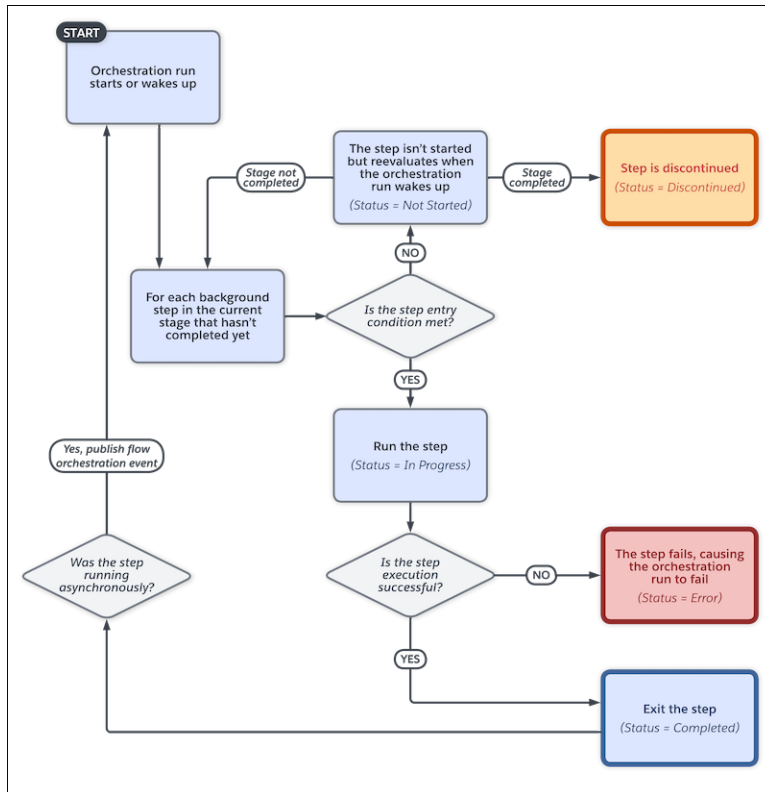 START
Orchestration run
starts or wakes up
The step isn't started
but reevaluates when
the orchestration
run wakes up
(Status = Not Started)
Stage not
completed
Stage
completed
Step is discontinued
(Status = Discontinued)
NO
For each background
step in the current
stage that hasn't
completed yet
Is the step entry
condition met?
YES
Run the step
(Status = In Progress)
Yes, publish flow
orchestration event
Was the step
running
asynchronously?
Is the step
execution
successful?
NO
The step fails, causing
the orchestration
run to fail
(Status = Error)
YES
Exit the step
(Status = Completed)